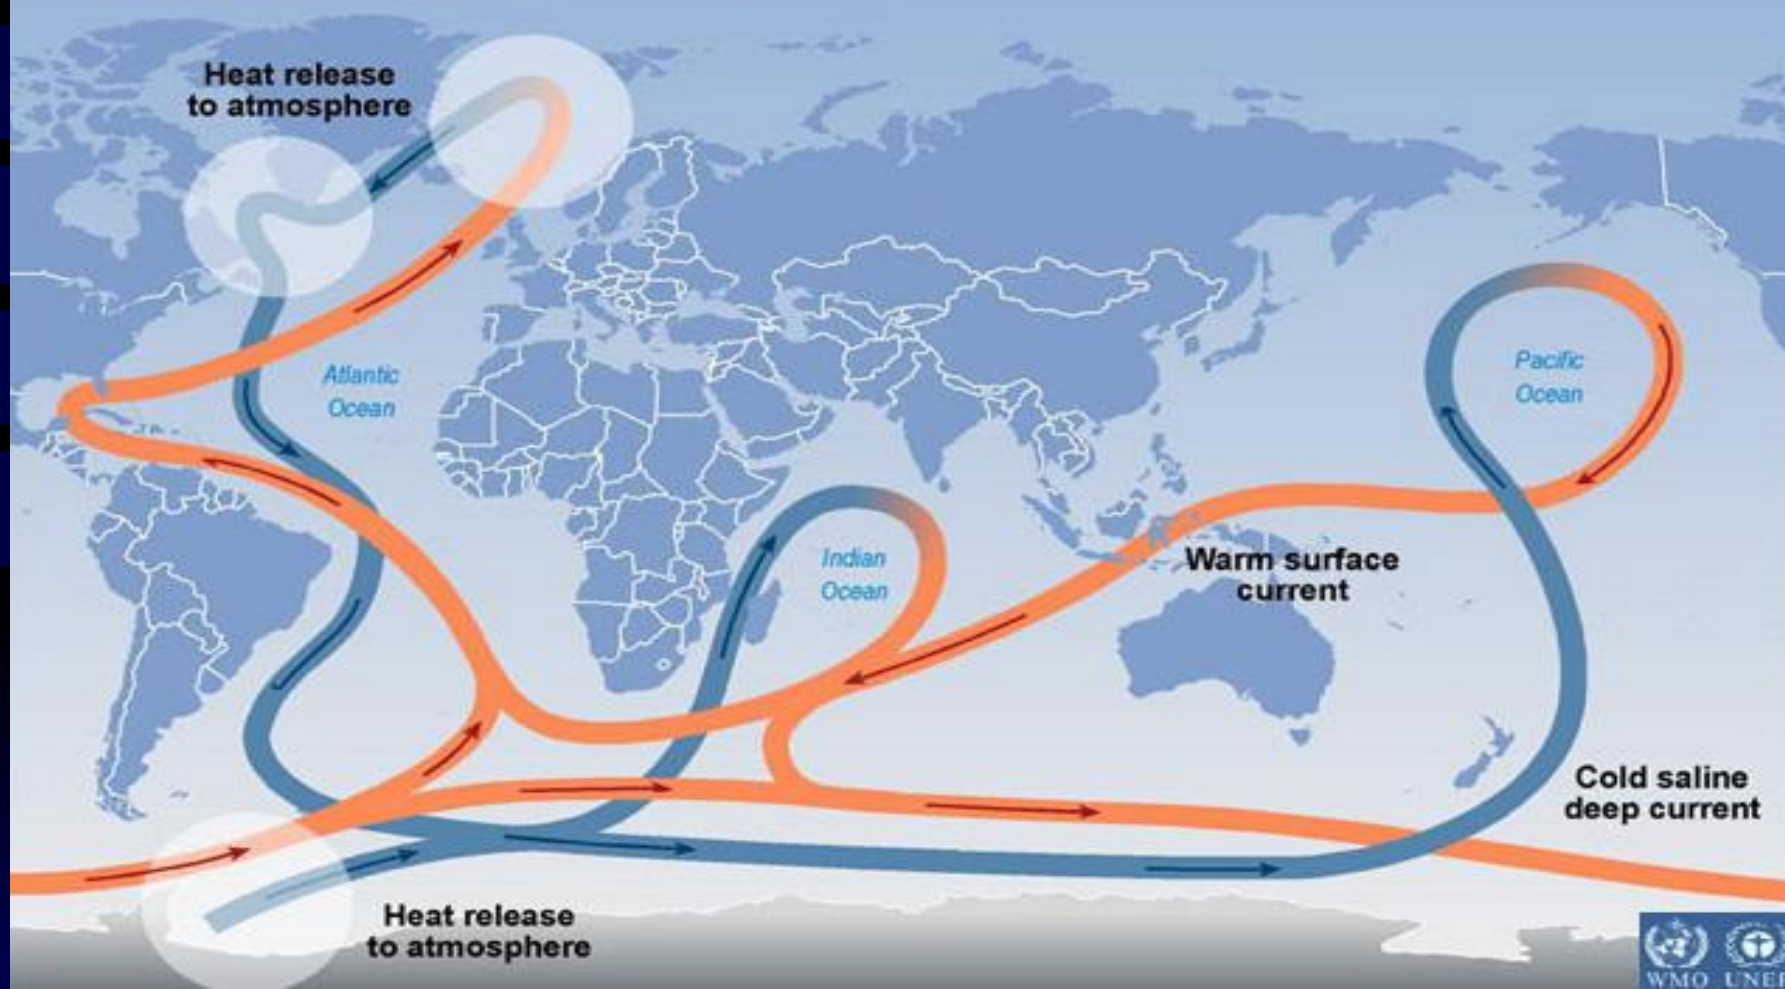 Heat release
to atmosphere
Atlantic
Ocean
Pacific
Ocean
Indian
Ocean
Warm surface
current
Cold saline
deep current
Heat release
to atmosphere
WMO UNEP